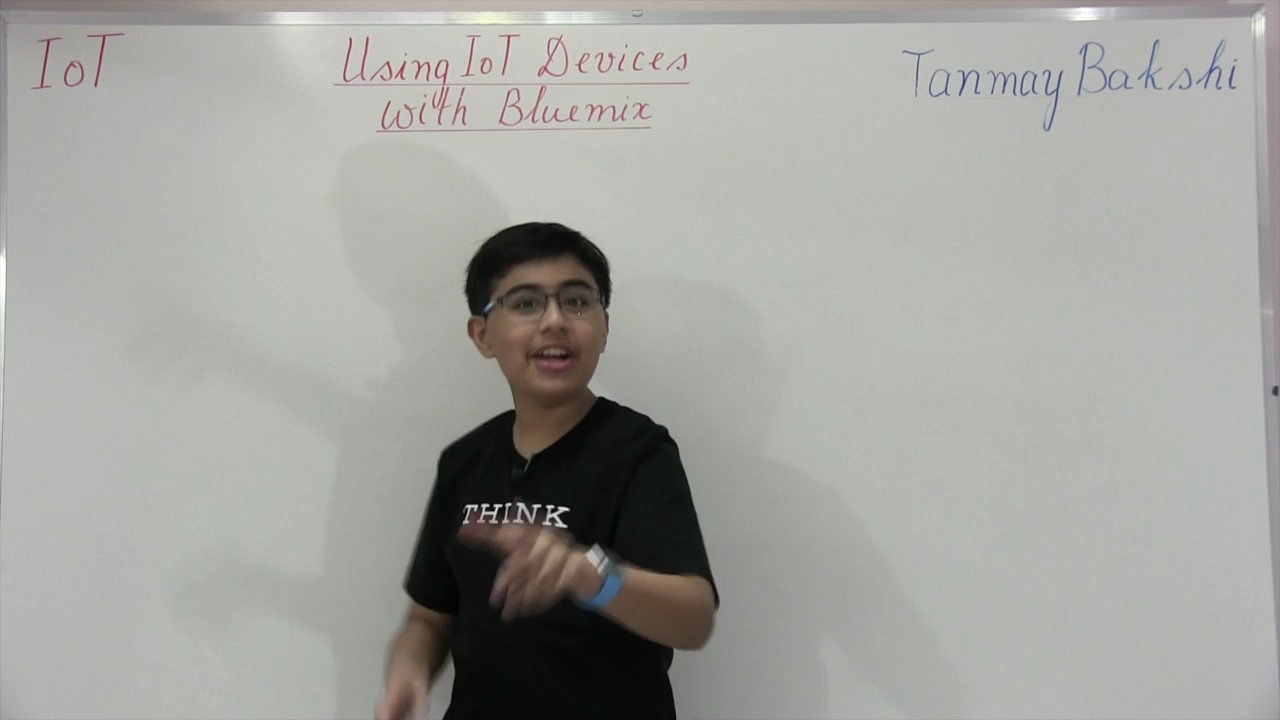 IoT
Using IoT Devices
with Bluemix
Tanmay Bakshi
THINK